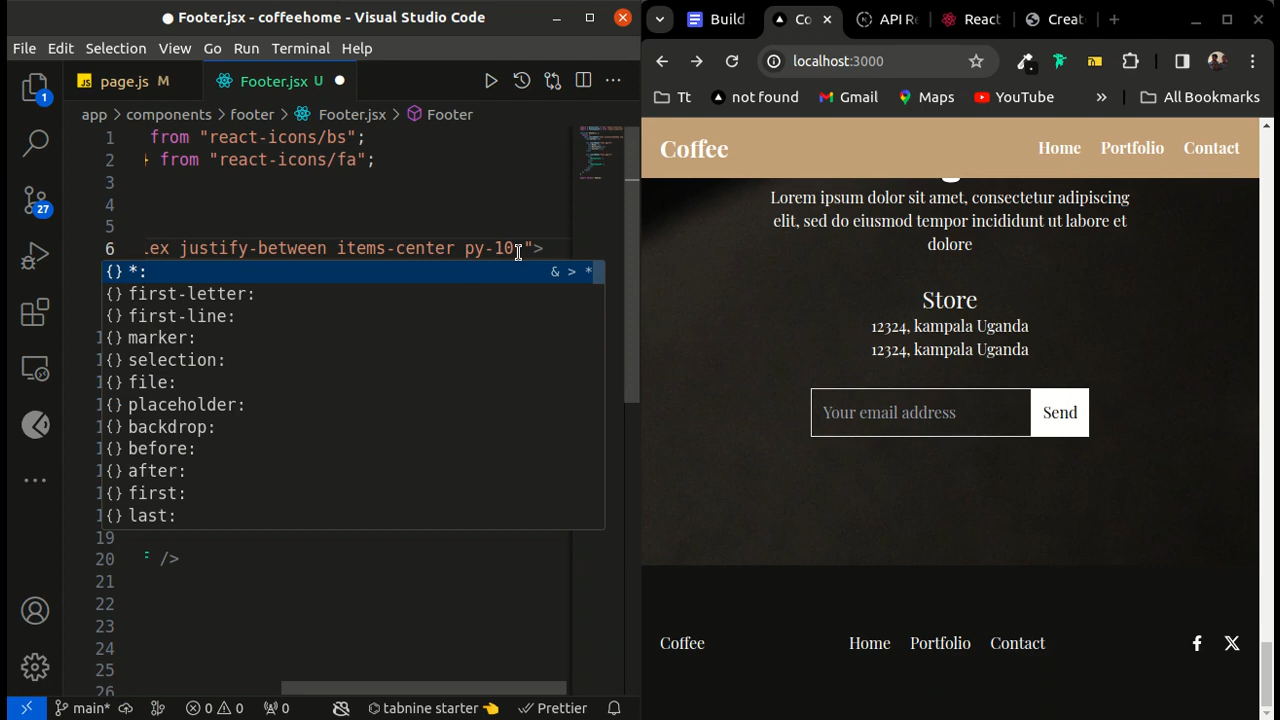 Footer.jsx - coffeehome - Visual Studio Code
File Edit Selection View Go Run Terminal Help
1
JS page.js M
Footer.jsx U
app > components > footer > Footer.jsx > Footer
1 from "react-icons/bs";
2 from "react-icons/fa";
3
4
5
6 ex justify-between items-center py-10 ">
{} *: & > *
{} first-letter:
{} first-line:
{} marker:
{} selection:
{} file:
{} placeholder:
{} backdrop:
{} before:
{} after:
{} first:
{} last:
19
20 />
21
22
23
24
25
26
27
main* 0 0 0 tabnine starter Prettier
Build Co API Re React Creat
localhost:3000
Tt not found Gmail Maps YouTube » All Bookmarks
Coffee Home Portfolio Contact
Lorem ipsum dolor sit amet, consectetur adipiscing
elit, sed do eiusmod tempor incididunt ut labore et
dolore
Store
12324, kampala Uganda
12324, kampala Uganda
Your email address Send
Coffee Home Portfolio Contact